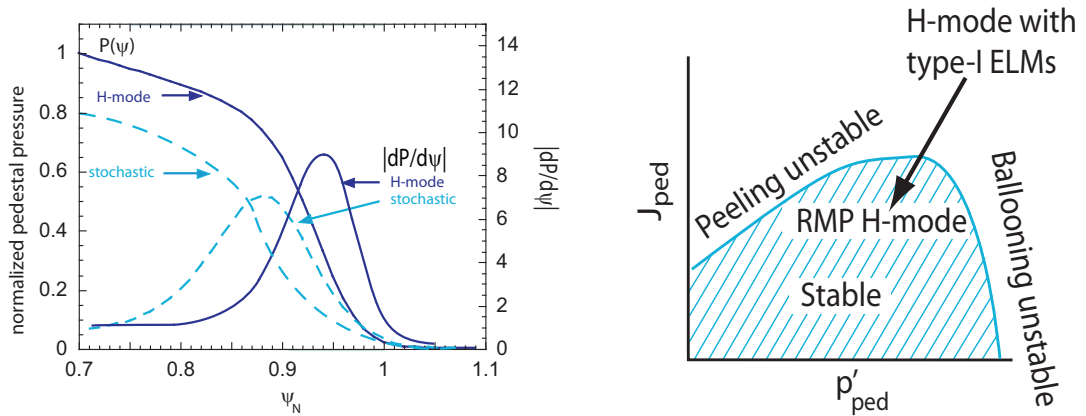 P(ψ)
H-mode
stochastic
|dP/dψ|
H-mode
stochastic
normalized pedestal pressure
0
0.2
0.4
0.6
0.8
1
0.7
0.8
0.9
1
1.1
ψN
0
2
4
6
8
10
12
14
|dP/dψ|
H-mode with
type-I ELMs
Peeling unstable
RMP H-mode
Stable
Ballooning unstable
Jped
p′ped